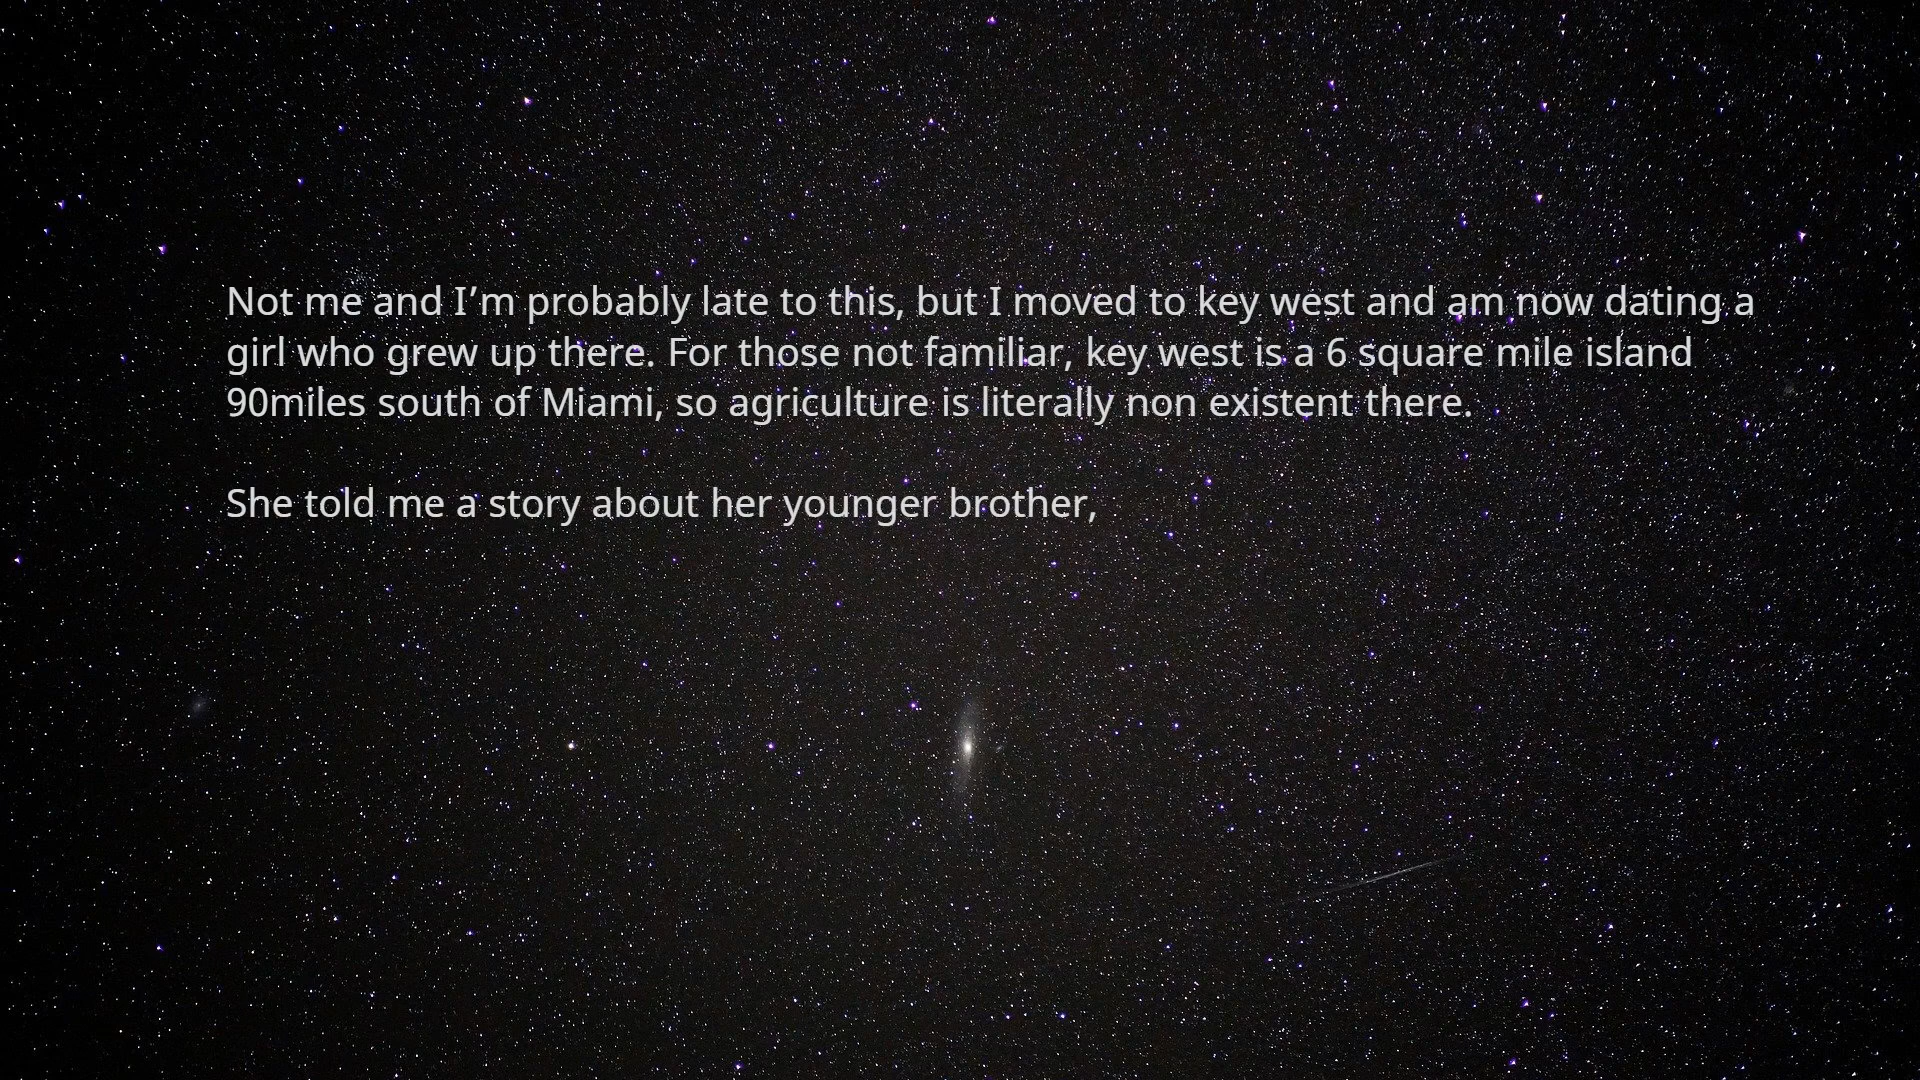 Not me and I’m probably late to this, but I moved to key west and am now dating a
girl who grew up there. For those not familiar, key west is a 6 square mile island
90miles south of Miami, so agriculture is literally non existent there.
She told me a story about her younger brother,